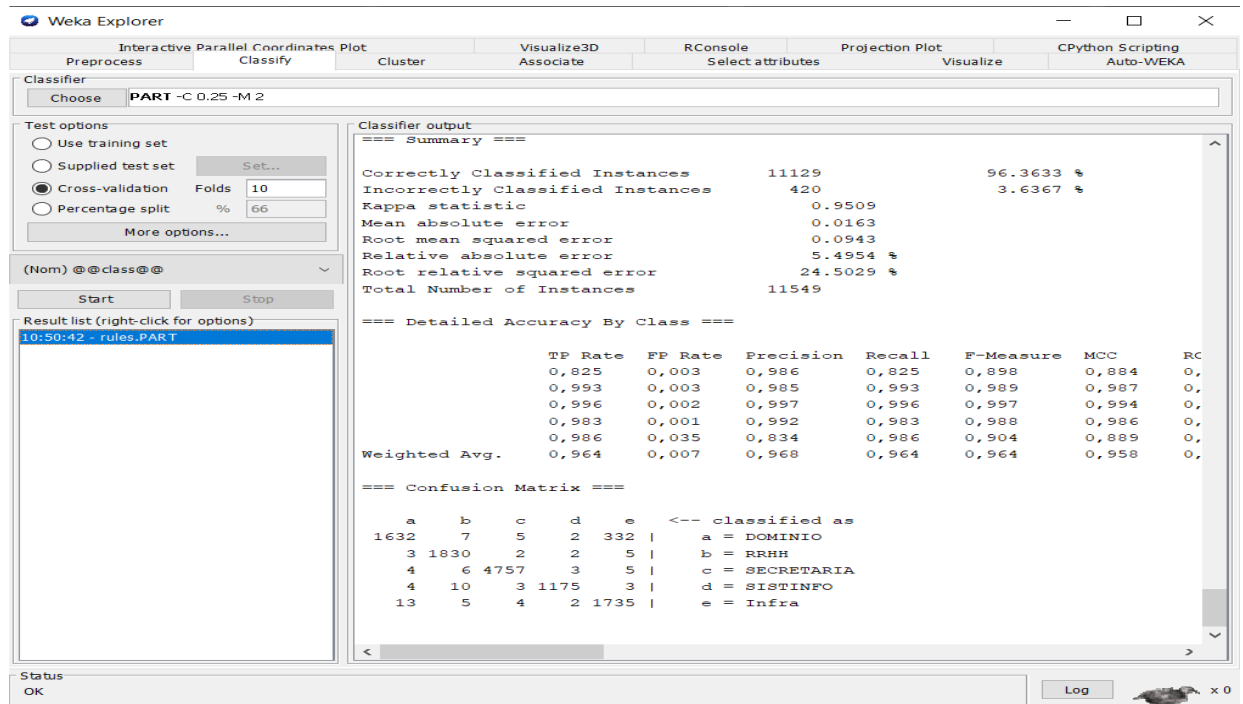 Weka Explorer
Interactive Parallel Coordinates Plot Visualize3D RConsole Projection Plot CPython Scripting
Preprocess Classify Cluster Associate Select attributes Visualize Auto-WEKA
Classifier
Choose PART -C 0.25 -M 2
Test options
Use training set
Supplied test set Set...
Cross-validation Folds 10
Percentage split % 66
More options...
(Nom) @@class@@
Start Stop
Result list (right-click for options)
10:50:42 - rules.PART
Classifier output
=== Summary ===
Correctly Classified Instances 11129 96.3633 %
Incorrectly Classified Instances 420 3.6367 %
Kappa statistic 0.9509
Mean absolute error 0.0163
Root mean squared error 0.0943
Relative absolute error 5.4954 %
Root relative squared error 24.5029 %
Total Number of Instances 11549
=== Detailed Accuracy By Class ===
TP Rate FP Rate Precision Recall F-Measure MCC RC
0,825 0,003 0,986 0,825 0,898 0,884 0,
0,993 0,003 0,985 0,993 0,989 0,987 0,
0,996 0,002 0,997 0,996 0,997 0,994 0,
0,983 0,001 0,992 0,983 0,988 0,986 0,
0,986 0,035 0,834 0,986 0,904 0,889 0,
Weighted Avg. 0,964 0,007 0,968 0,964 0,964 0,958 0,
=== Confusion Matrix ===
a b c d e <-- classified as
1632 7 5 2 332 | a = DOMINIO
3 1830 2 2 5 | b = RRHH
4 6 4757 3 5 | c = SECRETARIA
4 10 3 1175 3 | d = SISTINFO
13 5 4 2 1735 | e = Infra
Status
OK
Log x 0